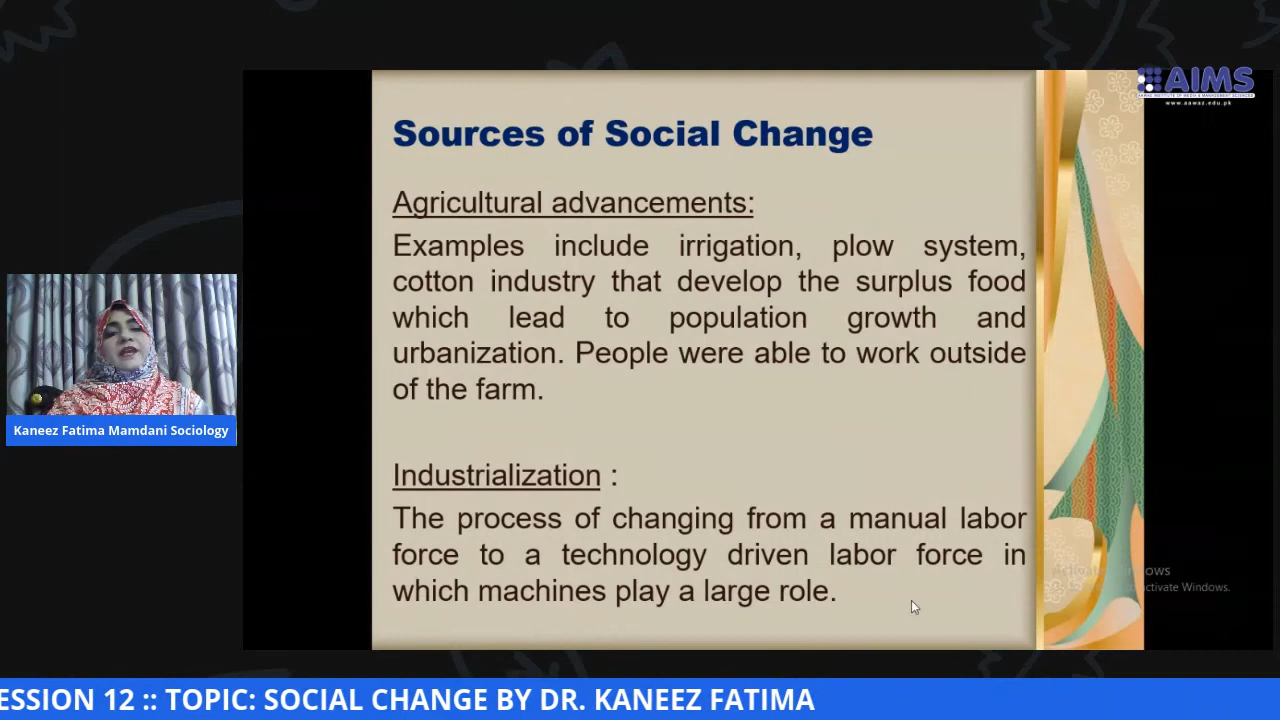 AIMS
www.aawaz.edu.pk
Sources of Social Change
Agricultural advancements:
Examples include irrigation, plow system,
cotton industry that develop the surplus food
which lead to population growth and
urbanization. People were able to work outside
of the farm.
Industrialization :
The process of changing from a manual labor
force to a technology driven labor force in
which machines play a large role.
Kaneez Fatima Mamdani Sociology
ctivate Windows.
ESSION 12 :: TOPIC: SOCIAL CHANGE BY DR. KANEEZ FATIMA